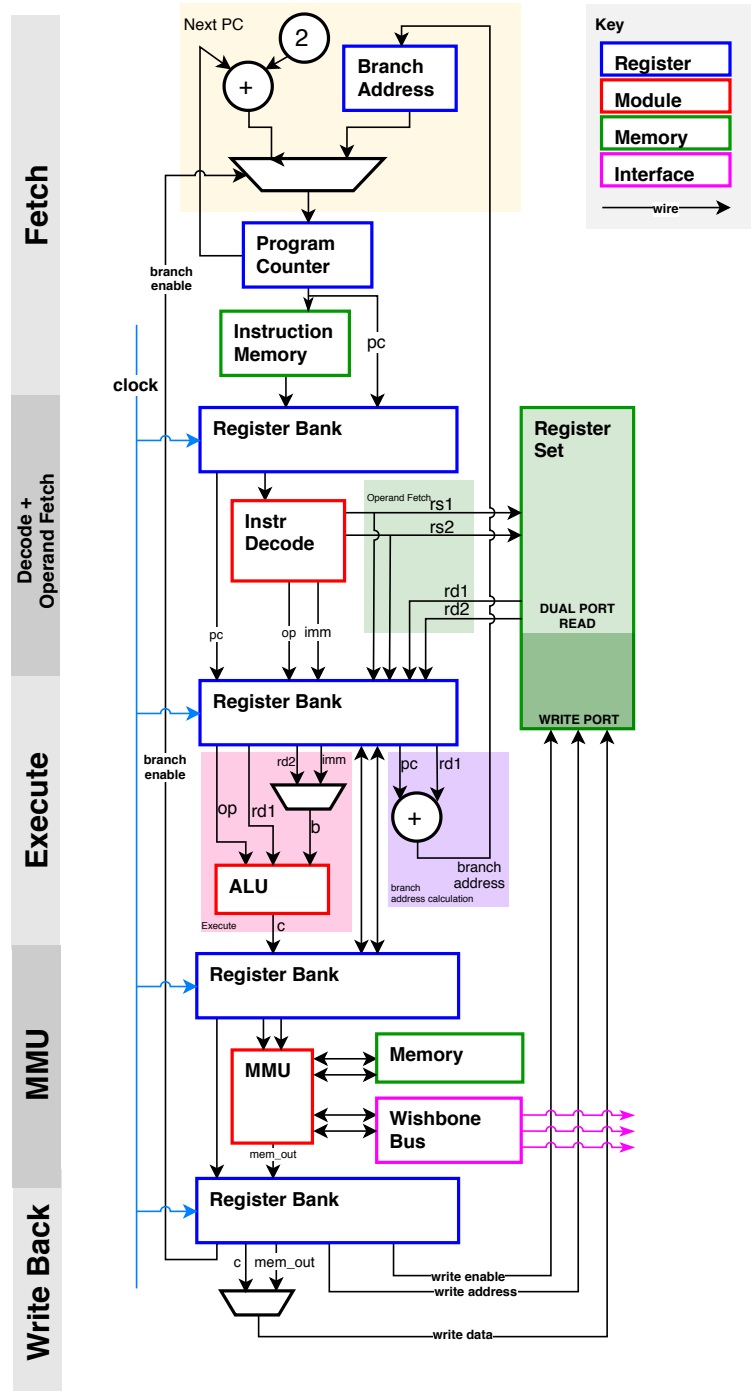 Next PC
2
Branch
Address
+
Key
Register
Module
Memory
Interface
wire
Fetch
Program
Counter
branch
enable
Instruction
Memory
pc
clock
Register Bank
Register
Set
Decode +
Operand Fetch
Operand Fetch
rs1
Instr
Decode
rs2
rd1
rd2
DUAL PORT
READ
pc
op
imm
Register Bank
WRITE PORT
Execute
branch
enable
rd2
imm
pc
rd1
op
rd1
b
+
branch
address
ALU
branch
address calculation
Execute
c
Register Bank
MMU
MMU
Memory
Wishbone
Bus
mem_out
Register Bank
Write Back
c
mem_out
write enable
write address
write data